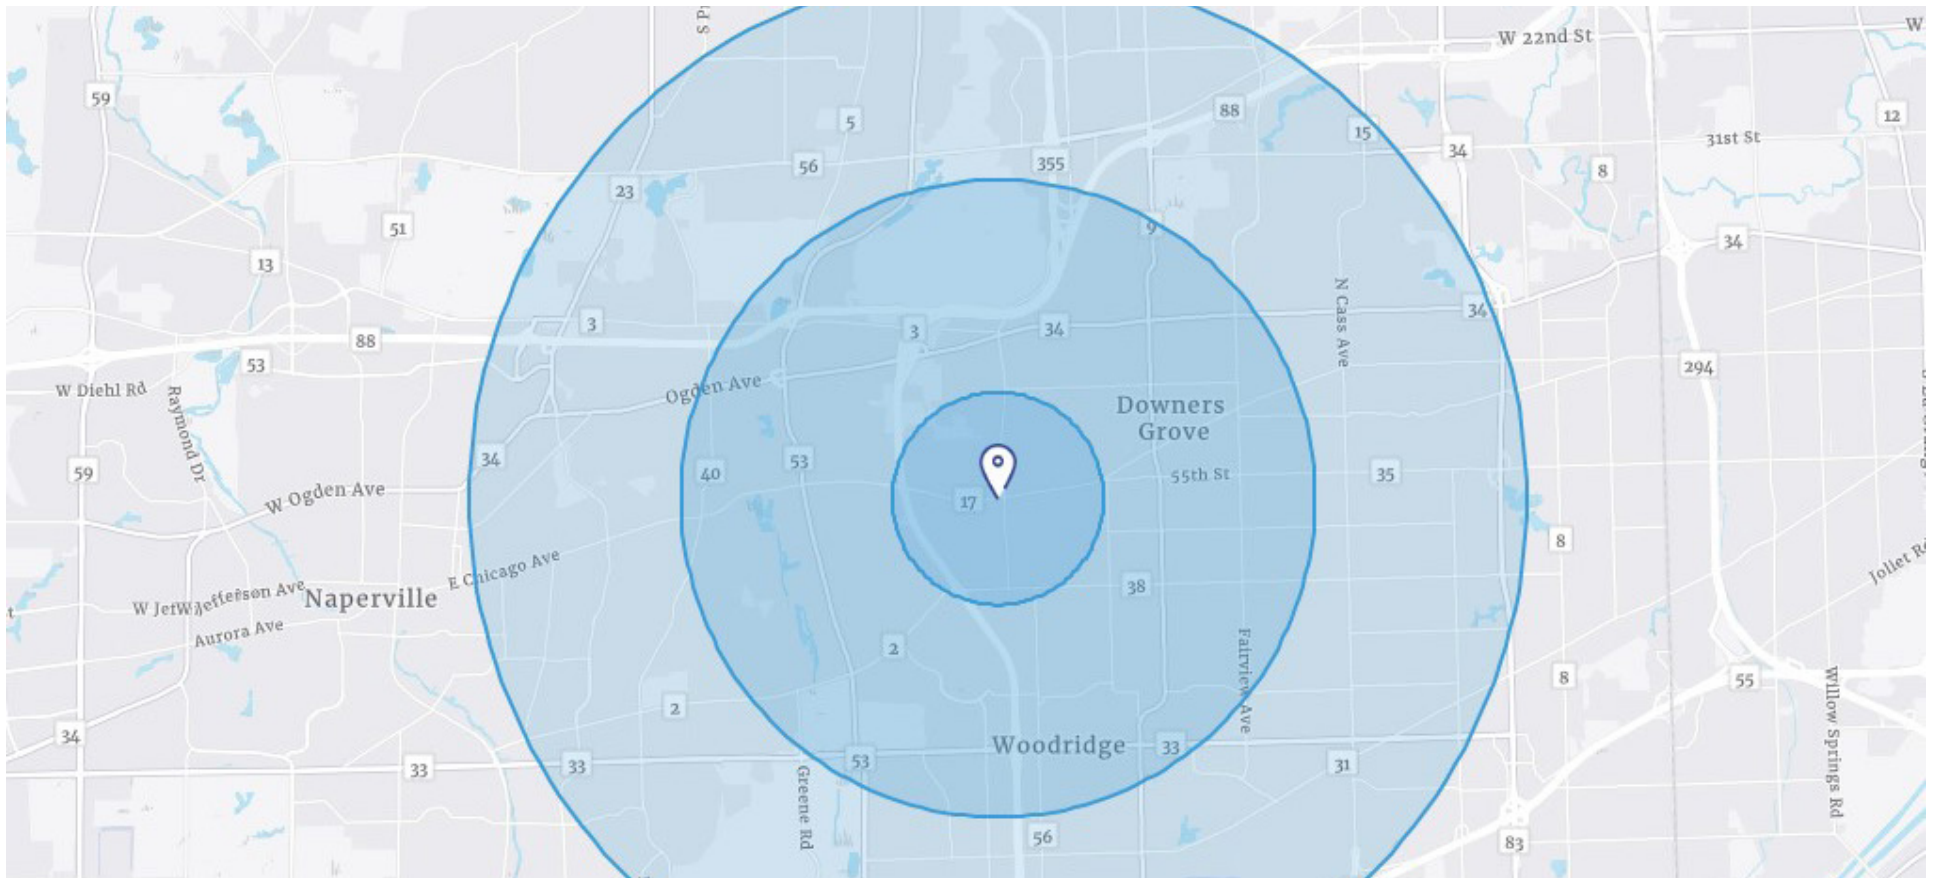 S Pr
W 22nd St
W
59
5
88
12
15
31st St
56
355
34
8
23
51
9
34
13
3
3
34
34
N Cass Ave
88
53
294
W Diehl Rd
Raymond Dr
Ogden Ave
Downers
Grove
34
59
40
53
55th St
35
W Ogden Ave
17
8
Joliet Rd
E Chicago Ave
38
W Jef
W Jefferson Ave
Naperville
Aurora Ave
2
Fairview Ave
8
55
Willow Springs Rd
2
34
Woodridge
33
33
33
53
31
Greene Rd
56
83